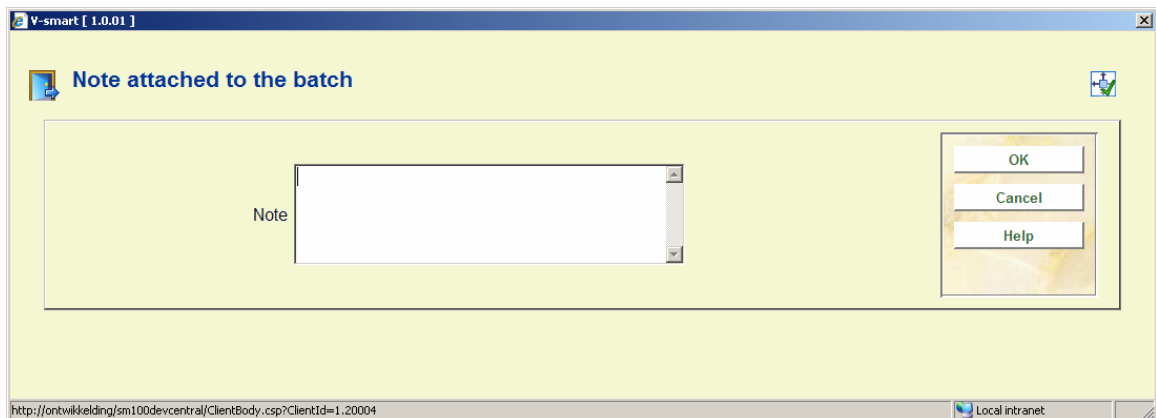 V-smart [ 1.0.01 ]
Note attached to the batch
OK
Cancel
Note
Help
http://ontwikkelding/sm100devcentral/ClientBody.csp?ClientId=1.20004
Local intranet